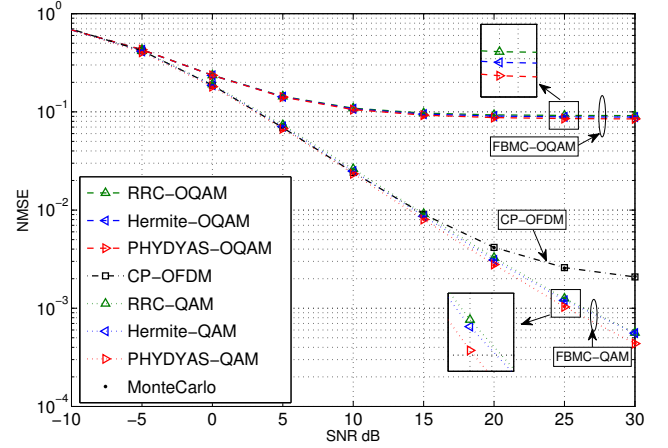 10^0
10^−1
10^−2
10^−3
10^−4
NMSE
−10
−5
0
5
10
15
20
25
30
SNR dB
FBMC−OQAM
CP−OFDM
FBMC−QAM
RRC−OQAM
Hermite−OQAM
PHYDYAS−OQAM
CP−OFDM
RRC−QAM
Hermite−QAM
PHYDYAS−QAM
MonteCarlo